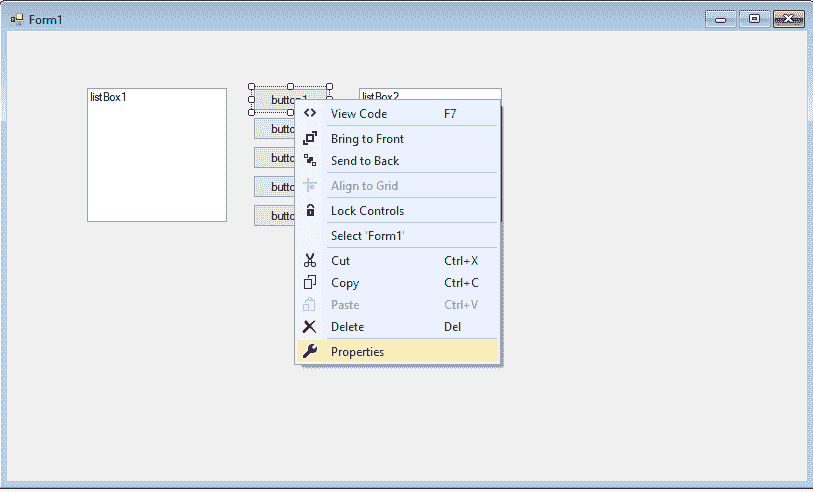 Form1
listBox1
button1
listBox2
butto
butto
butto
butto
View Code F7
Bring to Front
Send to Back
Align to Grid
Lock Controls
Select 'Form1'
Cut Ctrl+X
Copy Ctrl+C
Paste Ctrl+V
Delete Del
Properties